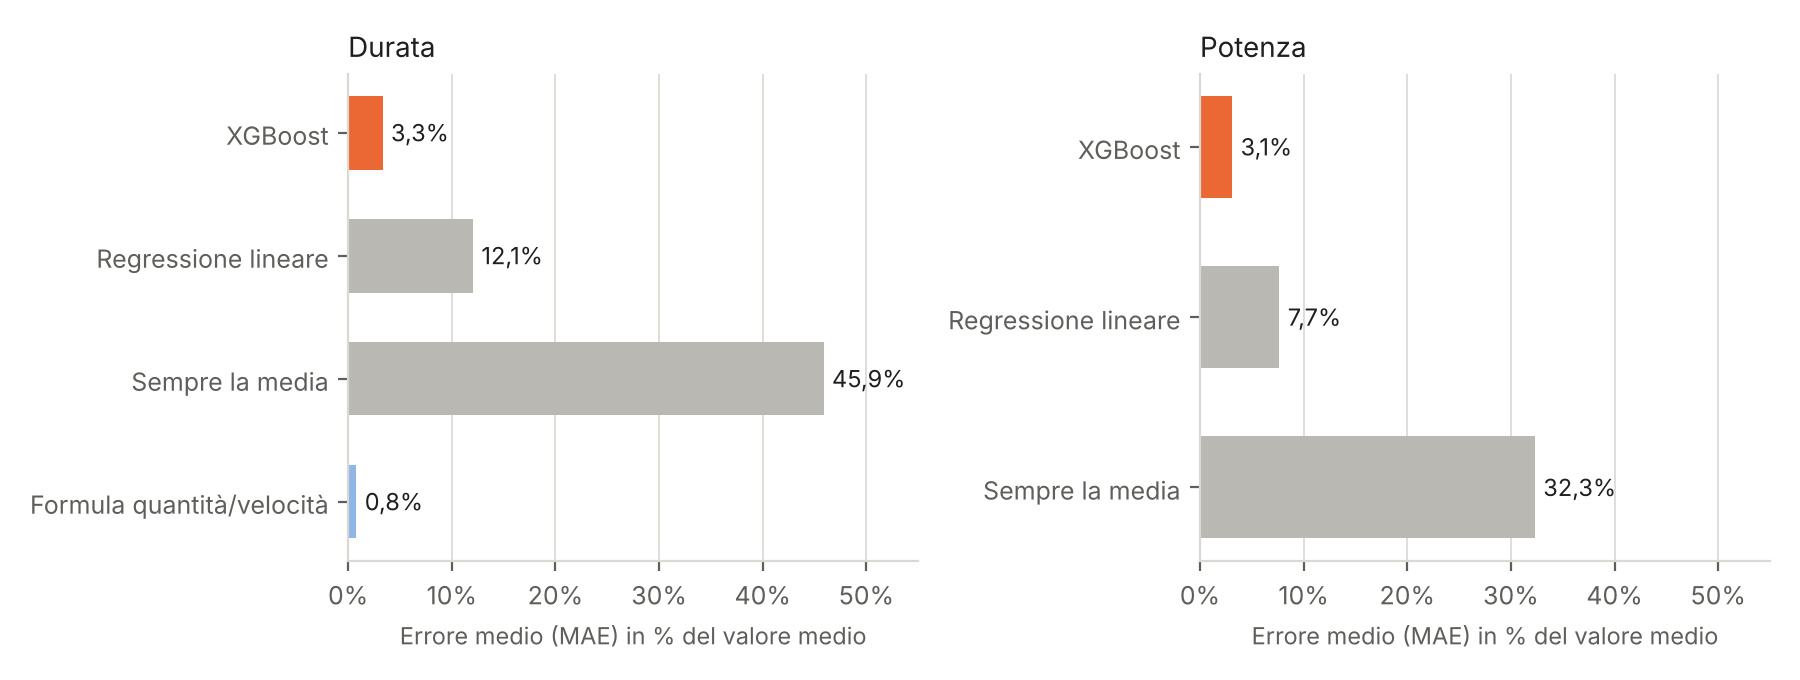 Durata
XGBoost
3,3%
Regressione lineare
12,1%
Sempre la media
45,9%
Formula quantità/velocità
0,8%
0%
10%
20%
30%
40%
50%
Errore medio (MAE) in % del valore medio
Potenza
XGBoost
3,1%
Regressione lineare
7,7%
Sempre la media
32,3%
0%
10%
20%
30%
40%
50%
Errore medio (MAE) in % del valore medio